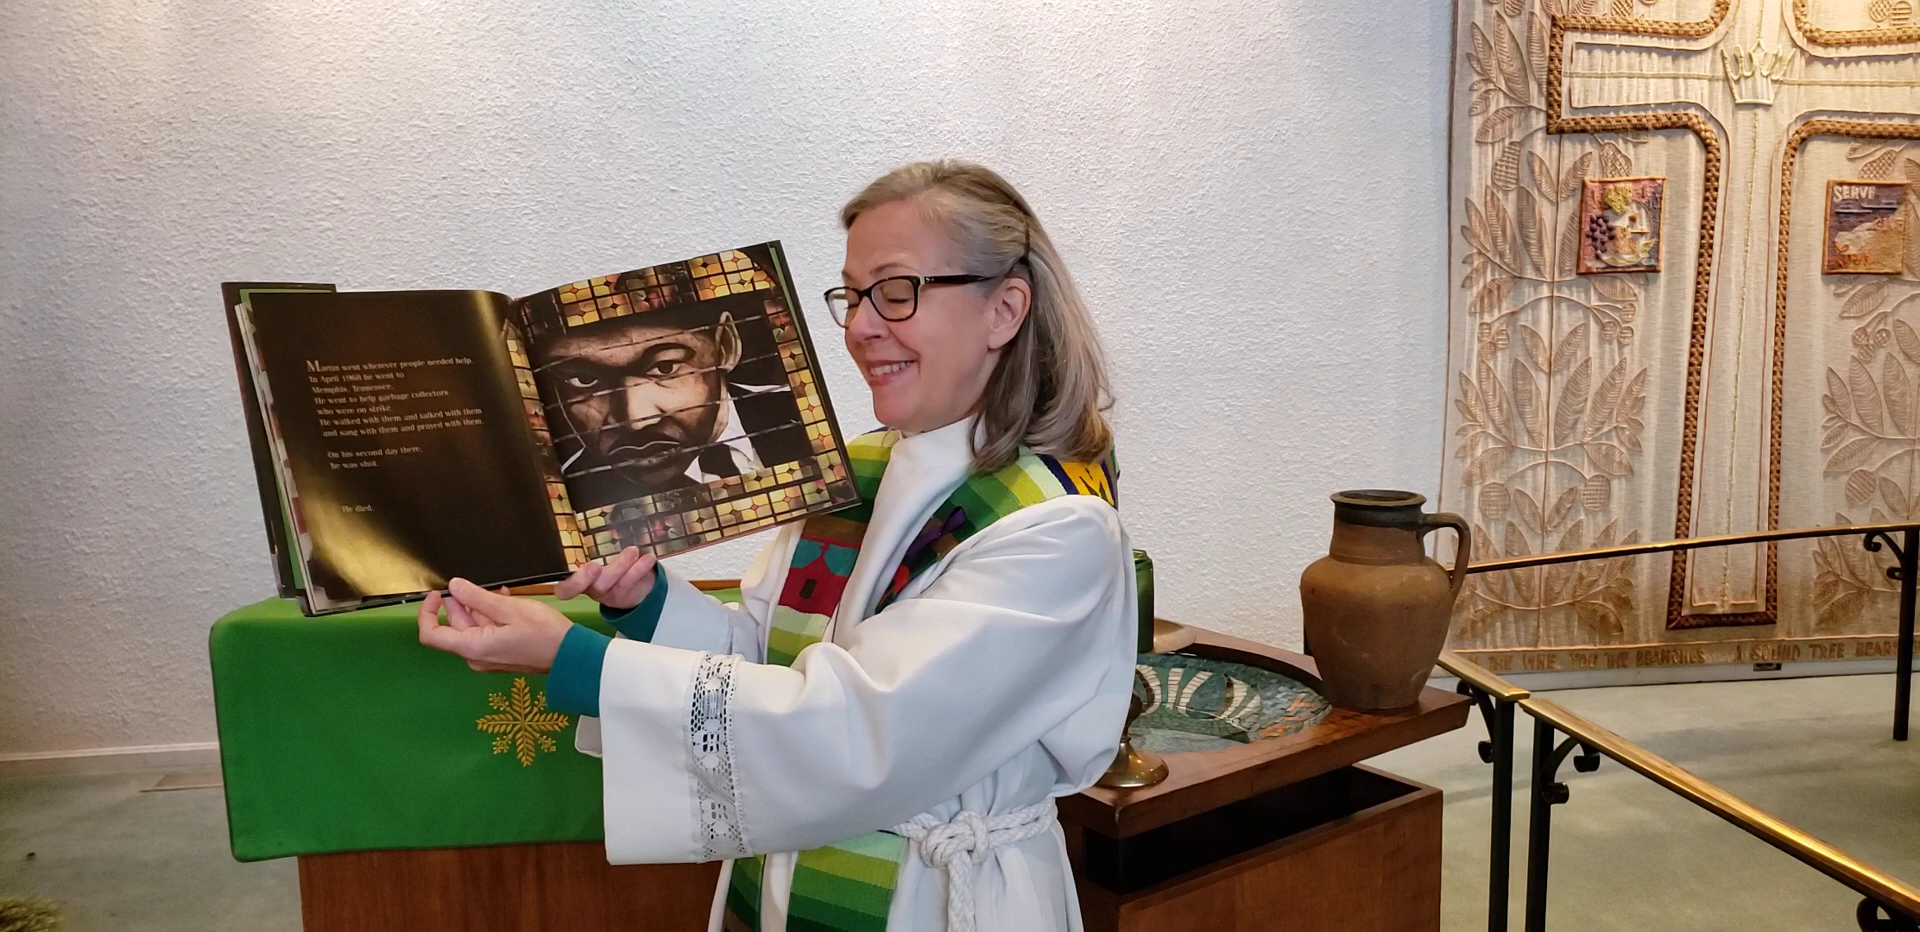 Martin went wherever people needed help.
In April 1968 he went to
Memphis, Tennessee.
He went to help garbage collectors
who were on strike.
He walked with them and talked with them
and sang with them and prayed with them.
On his second day there,
he was shot.
He died.
SERVE
THE VINE, YOU THE BRANCHES A SOUND TREE BEARS